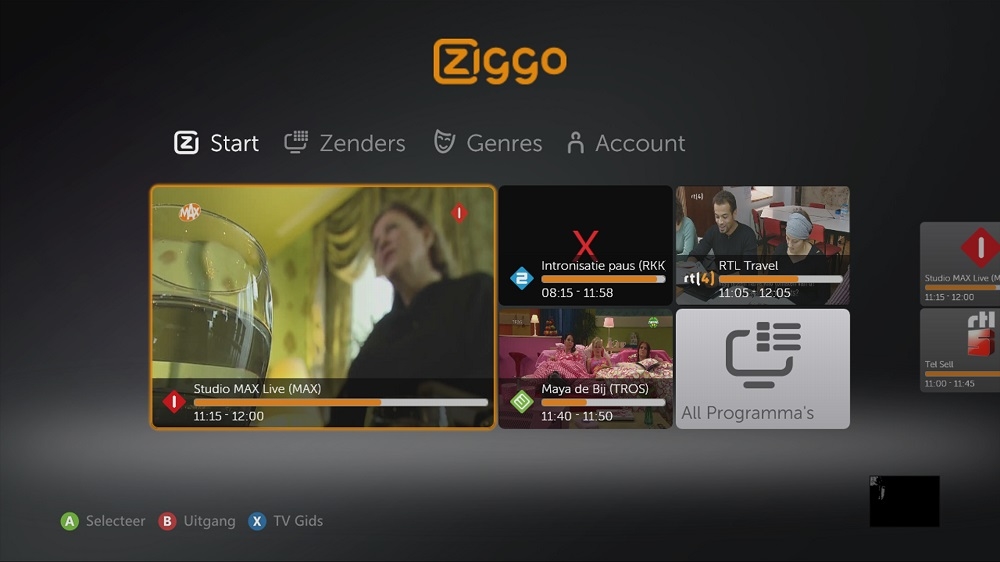 Ziggo
Start
Zenders
Genres
Account
MAX
Studio MAX Live (MAX)
11:15 - 12:00
X
2
Intronisatie paus (RKK
08:15 - 11:58
rtl(4)
rtl(4)
RTL Travel
11:05 - 12:05
Maya de Bij (TROS)
11:40 - 11:50
All Programma's
Studio MAX Live (M
11:15 - 12:00
rtl
Tel Sell
11:00 - 11:45
A Selecteer
B Uitgang
X TV Gids